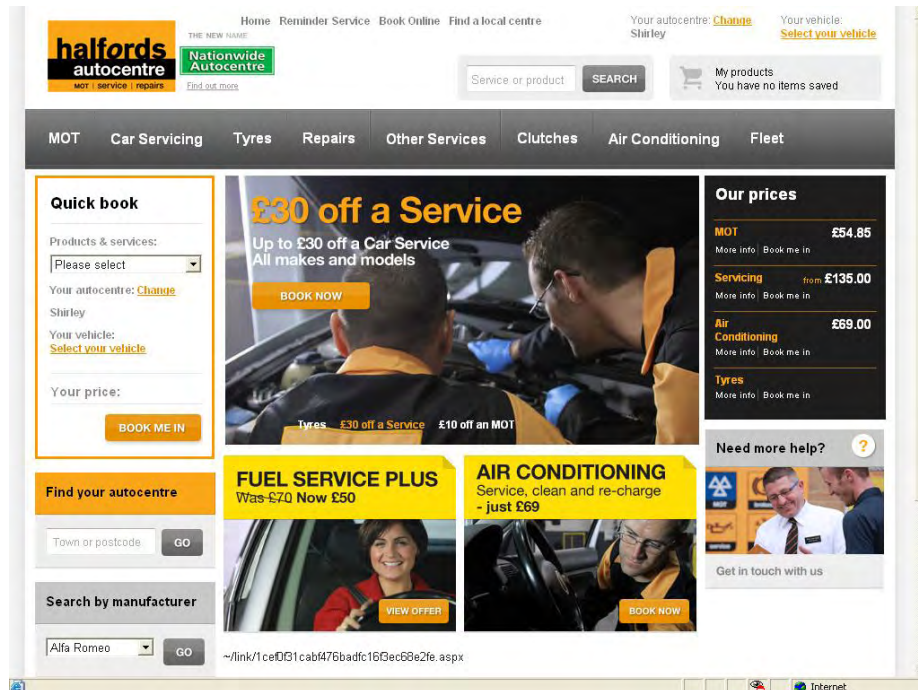 Home Reminder Service Book Online Find a local centre
Your autocentre: Change
Shirley
Your vehicle:
Select your vehicle
halfords
autocentre
MOT | service | repairs
THE NEW NAME
Nationwide
Autocentre
Find out more
Service or product
SEARCH
My products
You have no items saved
MOT Car Servicing Tyres Repairs Other Services Clutches Air Conditioning Fleet
Quick book
Products & services:
Please select
Your autocentre: Change
Shirley
Your vehicle:
Select your vehicle
Your price:
BOOK ME IN
£30 off a Service
Up to £30 off a Car Service
All makes and models
BOOK NOW
Tyres £30 off a Service £10 off an MOT
Our prices
MOT £54.85
More info | Book me in
Servicing from £135.00
More info | Book me in
Air £69.00
Conditioning
More info | Book me in
Tyres
More info | Book me in
Find your autocentre
Town or postcode
GO
Search by manufacturer
Alfa Romeo
GO
FUEL SERVICE PLUS
Was £70 Now £50
VIEW OFFER
AIR CONDITIONING
Service, clean and re-charge
- just £69
BOOK NOW
Need more help?
?
MOT
service
Get in touch with us
Internet